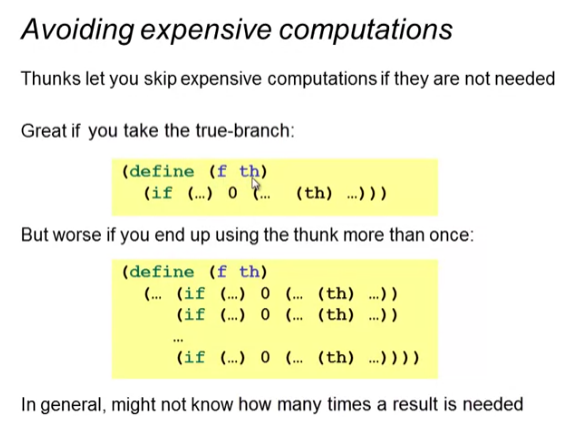 Avoiding expensive computations
Thunks let you skip expensive computations if they are not needed
Great if you take the true-branch:
(define (f th)
(if (…) 0 (… (th) …)))
But worse if you end up using the thunk more than once:
(define (f th)
(… (if (…) 0 (… (th) …))
(if (…) 0 (… (th) …))
…
(if (…) 0 (… (th) …))))
In general, might not know how many times a result is needed